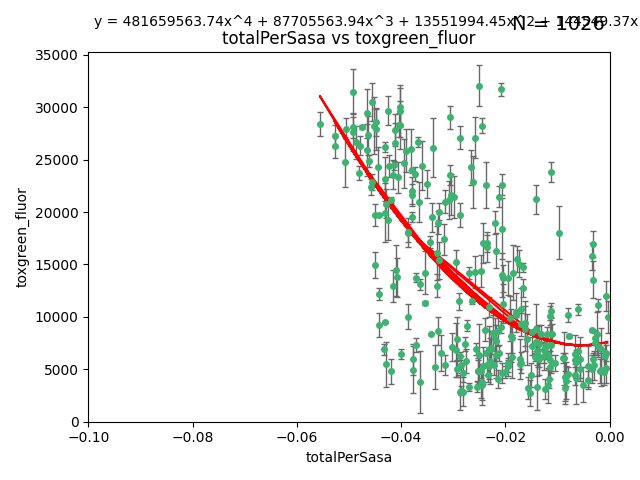 y = 481659563.74x^4 + 87705563.94x^3 + 13551994.45x^2 +
N = 1026
totalPerSasa vs toxgreen_fluor
35000
30000
25000
20000
15000
10000
5000
0
toxgreen_fluor
−0.10
−0.08
−0.06
−0.04
−0.02
0.00
totalPerSasa